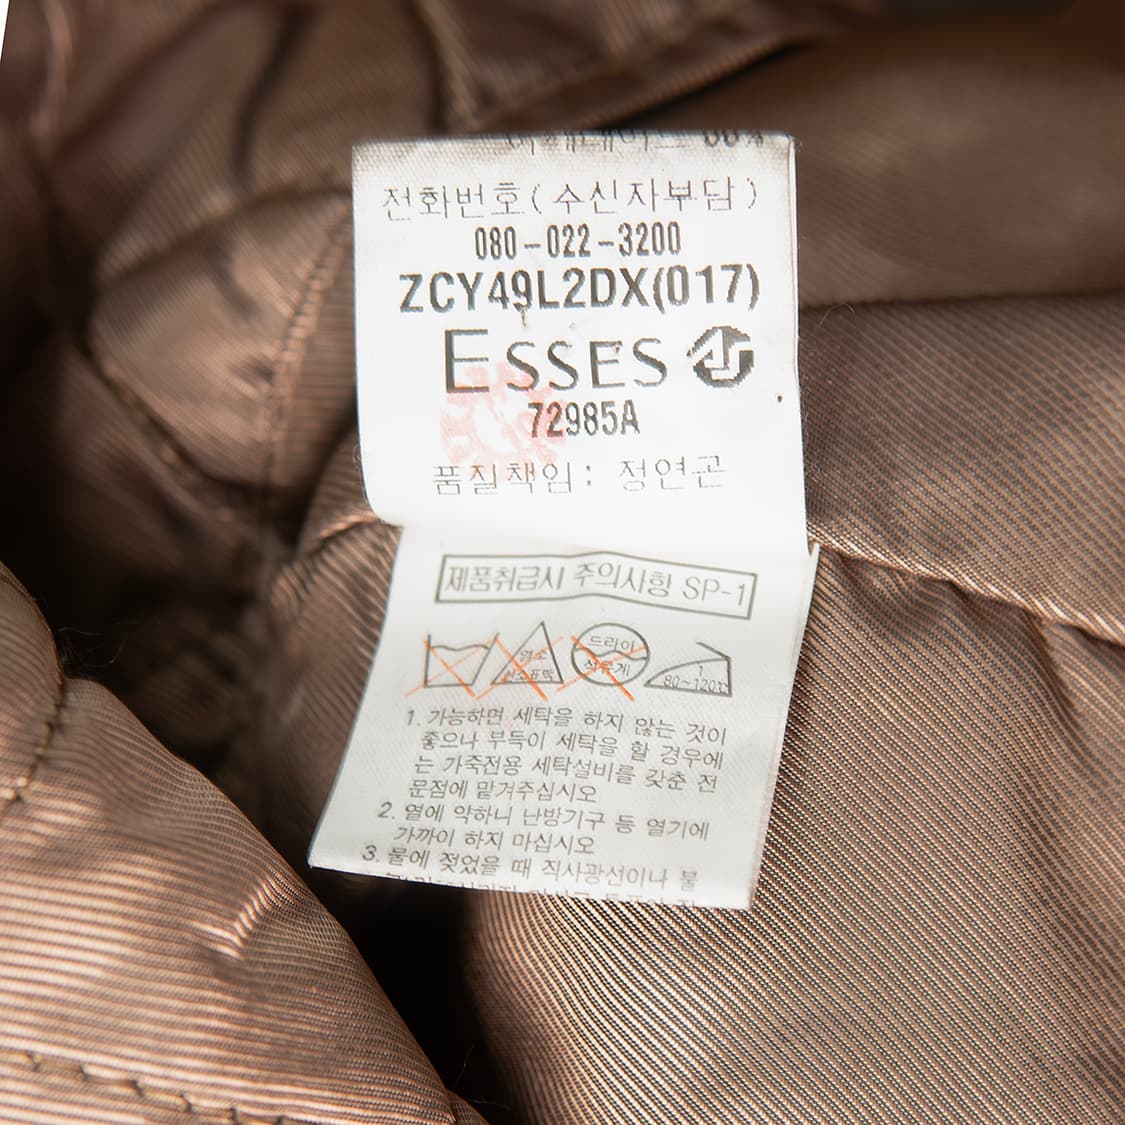 전화번호(수신자부담)
080-022-3200
ZCY49L2DX(017)
ESSES
72985A
품질책임: 정연곤
제품취급시 주의사항 SP-1
염소
드라이
석유계
80~120℃
1. 가능하면 세탁을 하지 않는 것이
좋으나 부득이 세탁을 할 경우에
는 가죽전용 세탁설비를 갖춘 전
문점에 맡겨주십시오
2. 열에 약하니 난방기구 등 열기에
가까이 하지 마십시오
3. 물에 젖었을 때 직사광선이나 불